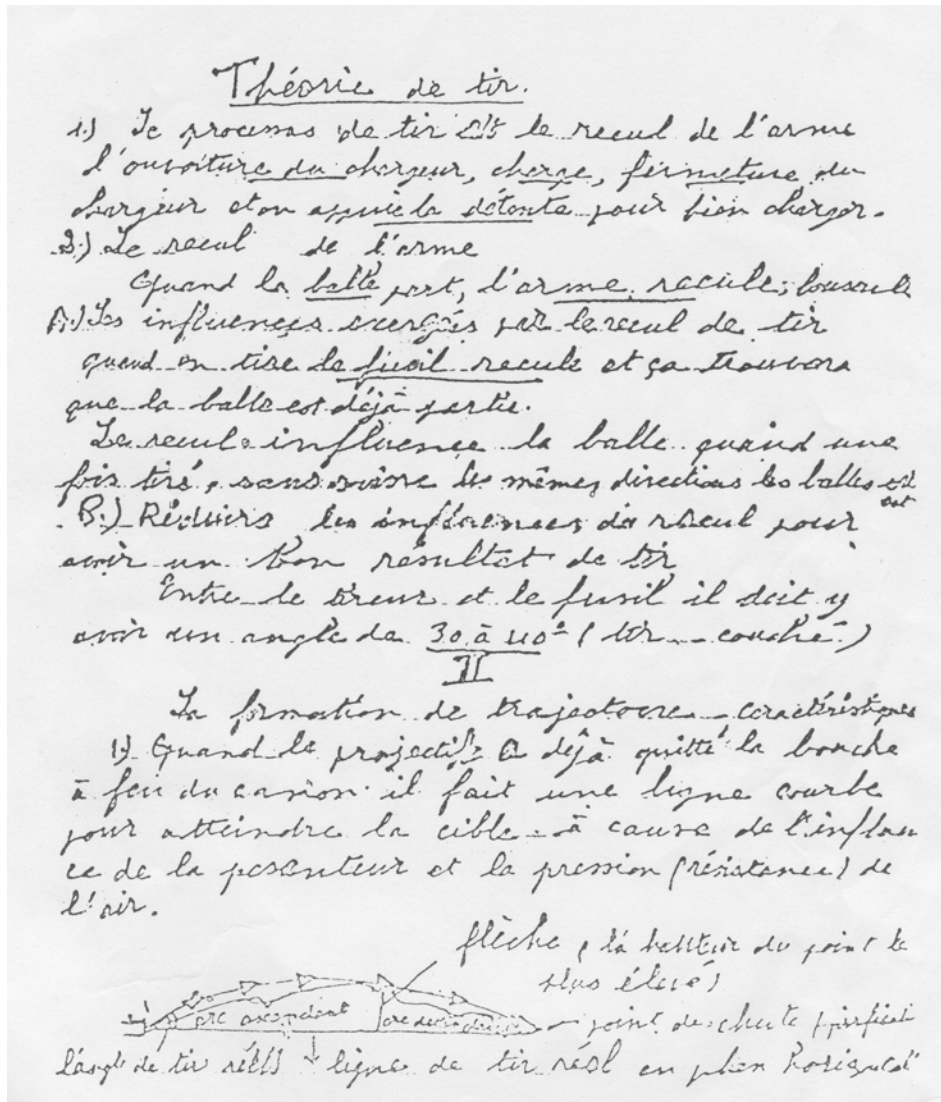 Théorie de tir.
1.) Le processus de tir est le recul de l'arme
l'ouvoiture du chargeur, charge, fermeture du
chargeur et on appuie la détente pour bien charger.
2.) Le recul de l'arme
Quand la balle part, l'arme recule, bouscule
A.) Les influences exergés par le recul de tir
quand on tire le fusil recule et ça trouvera
que la balle est déjà partie.
Le recule influence la balle quand une
fois tiré, sans suivre les mêmes directions les balles
B.) Réduire les influences du recul pour
avoir un bon résultat de tir
Entre le tireur et le fusil il doit y
avoir un angle de 30 à 40° (tir couché)
II
La formation de trajectoire caractéristiques
1) Quand le projectile a déjà quitté la bouche
à feu du canon il fait une ligne courbe
pour atteindre la cible à cause de l'influen
ce de la pesenteur et la pression (résistance) de
l'air.
flèche, la hauteur du point le
plus élevé)
arc ascendant arc descendant point de chute
l'angle de tir réel ligne de tir réel en plan